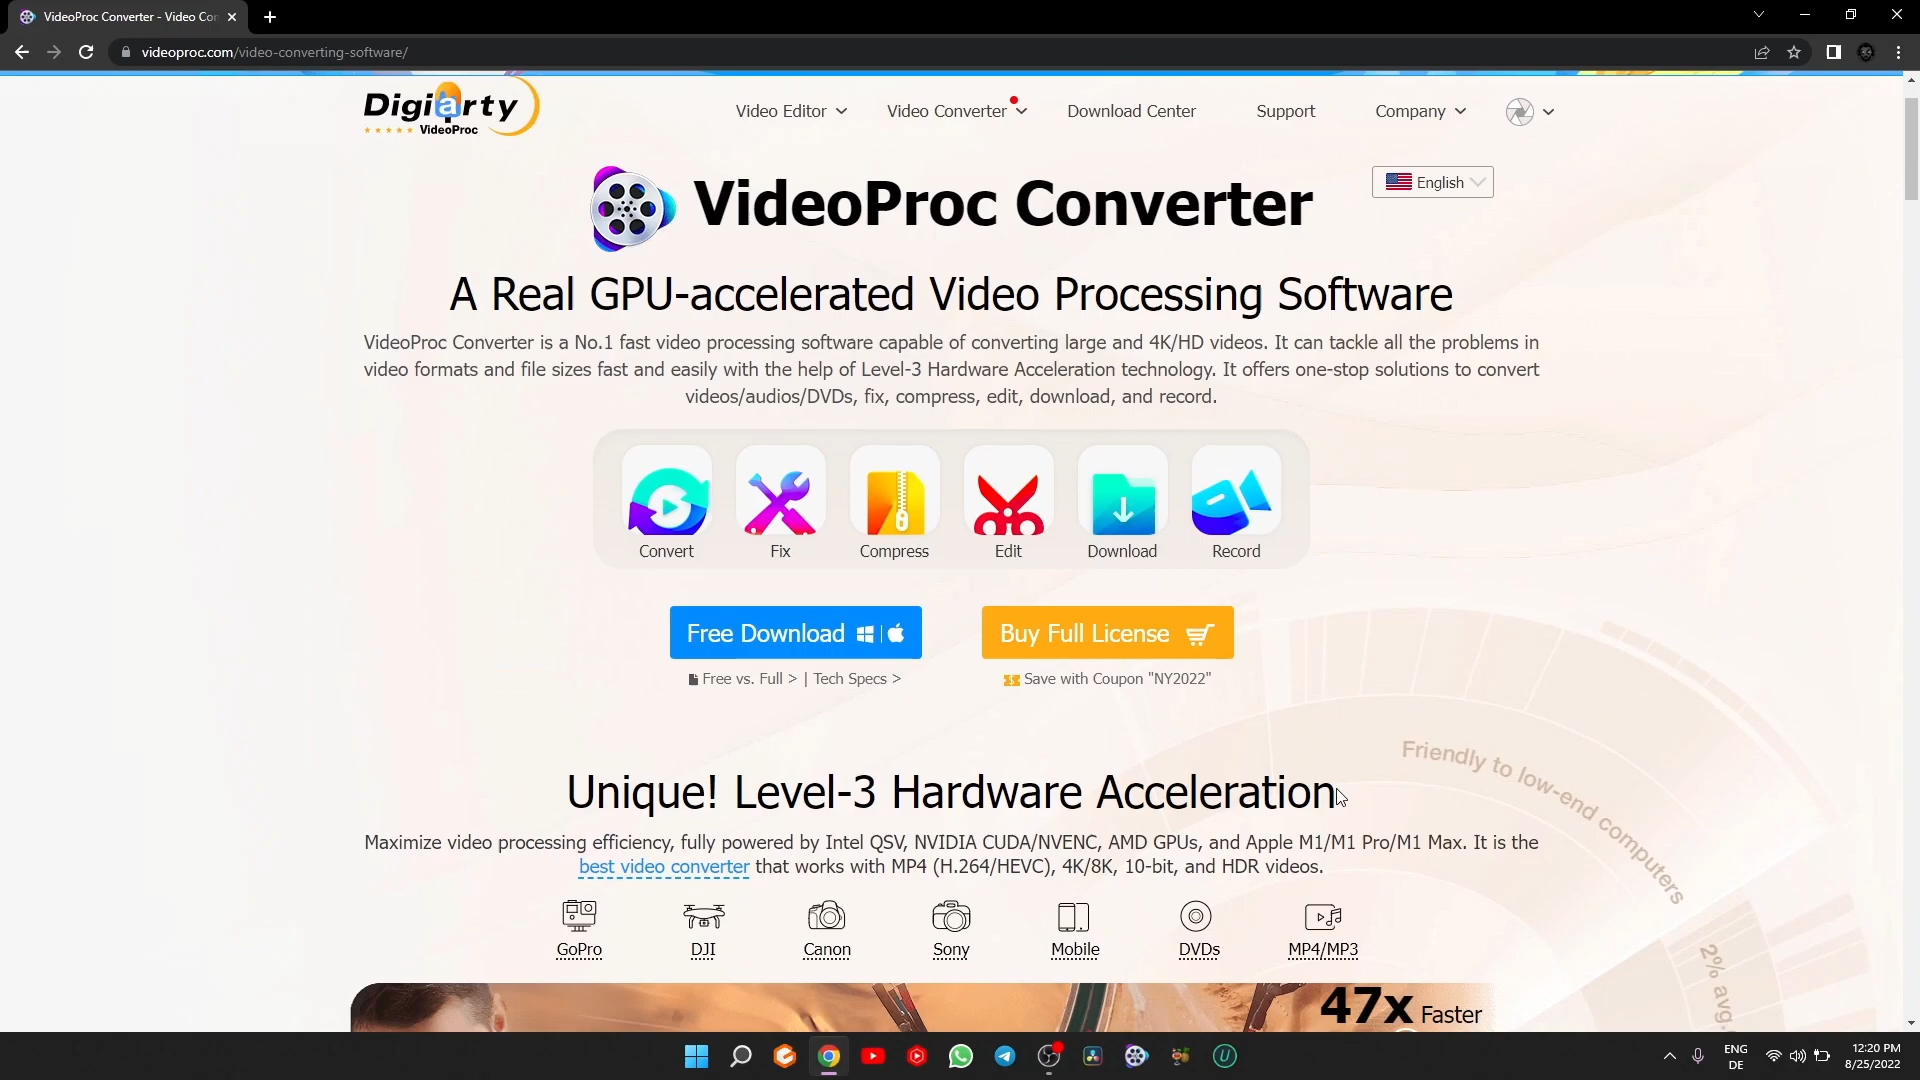 VideoProc Converter - Video Con
videoproc.com/video-converting-software/
Digiarty
VideoProc
Video Editor
Video Converter
Download Center
Support
Company
English
VideoProc Converter
A Real GPU-accelerated Video Processing Software
VideoProc Converter is a No.1 fast video processing software capable of converting large and 4K/HD videos. It can tackle all the problems in
video formats and file sizes fast and easily with the help of Level-3 Hardware Acceleration technology. It offers one-stop solutions to convert
videos/audios/DVDs, fix, compress, edit, download, and record.
Convert
Fix
Compress
Edit
Download
Record
Free Download
Buy Full License
Free vs. Full > | Tech Specs >
Save with Coupon "NY2022"
Unique! Level-3 Hardware Acceleration
Friendly to low-end computers
Maximize video processing efficiency, fully powered by Intel QSV, NVIDIA CUDA/NVENC, AMD GPUs, and Apple M1/M1 Pro/M1 Max. It is the
best video converter that works with MP4 (H.264/HEVC), 4K/8K, 10-bit, and HDR videos.
GoPro
DJI
Canon
Sony
Mobile
DVDs
MP4/MP3
2% avg.
47x Faster
ENG
DE
12:20 PM
8/25/2022